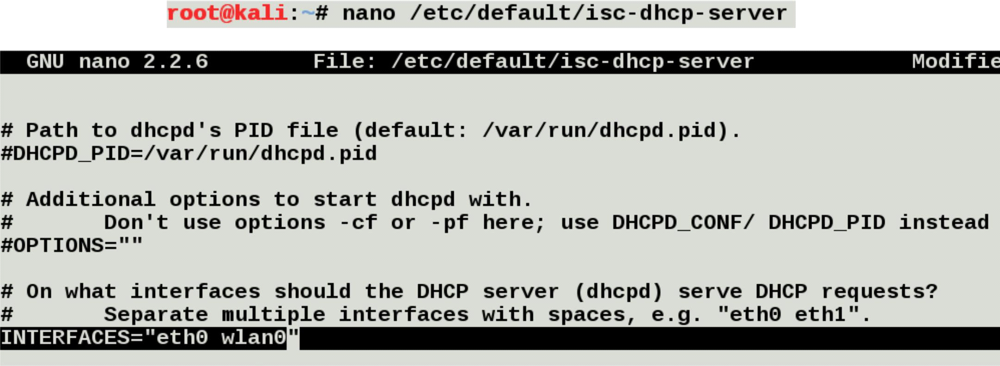 root@kali:~# nano /etc/default/isc-dhcp-server
GNU nano 2.2.6 File: /etc/default/isc-dhcp-server Modifie
# Path to dhcpd's PID file (default: /var/run/dhcpd.pid).
#DHCPD_PID=/var/run/dhcpd.pid
# Additional options to start dhcpd with.
# Don't use options -cf or -pf here; use DHCPD_CONF/ DHCPD_PID instead
#OPTIONS=""
# On what interfaces should the DHCP server (dhcpd) serve DHCP requests?
# Separate multiple interfaces with spaces, e.g. "eth0 eth1".
INTERFACES="eth0 wlan0"